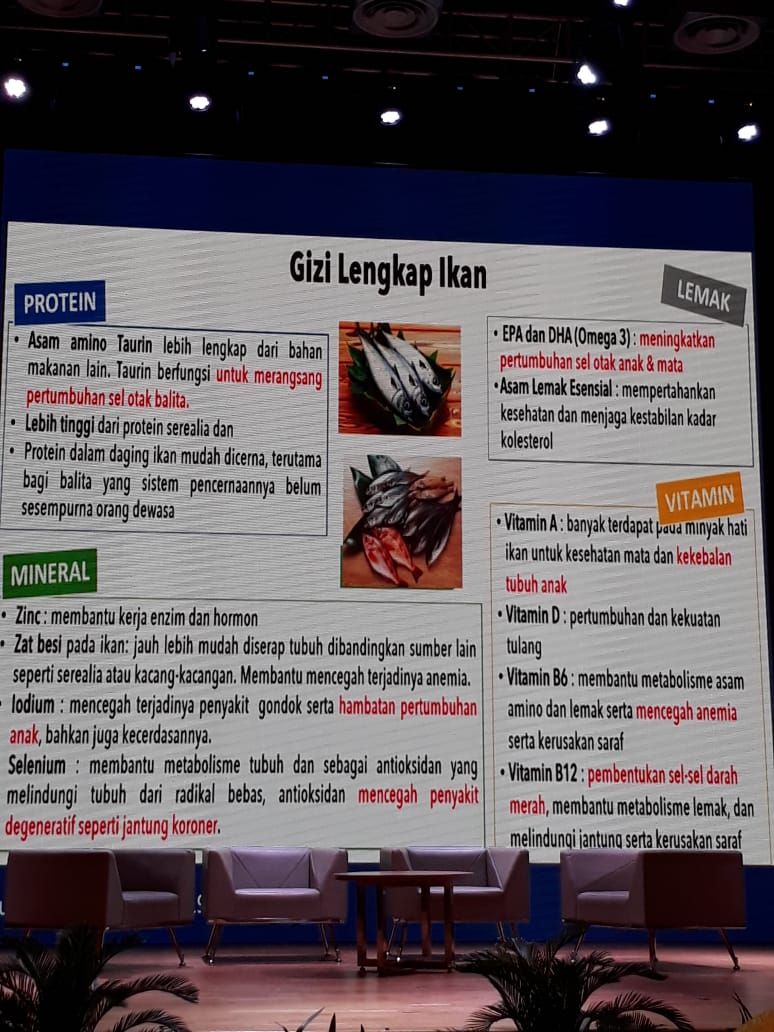 Gizi Lengkap Ikan
PROTEIN
• Asam amino Taurin lebih lengkap dari bahan
makanan lain. Taurin berfungsi untuk merangsang
pertumbuhan sel otak balita.
• Lebih tinggi dari protein serealia dan
• Protein dalam daging ikan mudah dicerna, terutama
bagi balita yang sistem pencernaannya belum
sesempurna orang dewasa
LEMAK
• EPA dan DHA (Omega 3) : meningkatkan
pertumbuhan sel otak anak & mata
• Asam Lemak Esensial : mempertahankan
kesehatan dan menjaga kestabilan kadar
kolesterol
MINERAL
• Zinc : membantu kerja enzim dan hormon
• Zat besi pada ikan: jauh lebih mudah diserap tubuh dibandingkan sumber lain
seperti serealia atau kacang-kacangan. Membantu mencegah terjadinya anemia.
• Iodium : mencegah terjadinya penyakit gondok serta hambatan pertumbuhan
anak, bahkan juga kecerdasannya.
Selenium : membantu metabolisme tubuh dan sebagai antioksidan yang
melindungi tubuh dari radikal bebas, antioksidan mencegah penyakit
degeneratif seperti jantung koroner.
VITAMIN
• Vitamin A : banyak terdapat pada minyak hati
ikan untuk kesehatan mata dan kekebalan
tubuh anak
• Vitamin D : pertumbuhan dan kekuatan
tulang
• Vitamin B6 : membantu metabolisme asam
amino dan lemak serta mencegah anemia
serta kerusakan saraf
• Vitamin B12 : pembentukan sel-sel darah
merah, membantu metabolisme lemak, dan
melindungi jantung serta kerusakan saraf